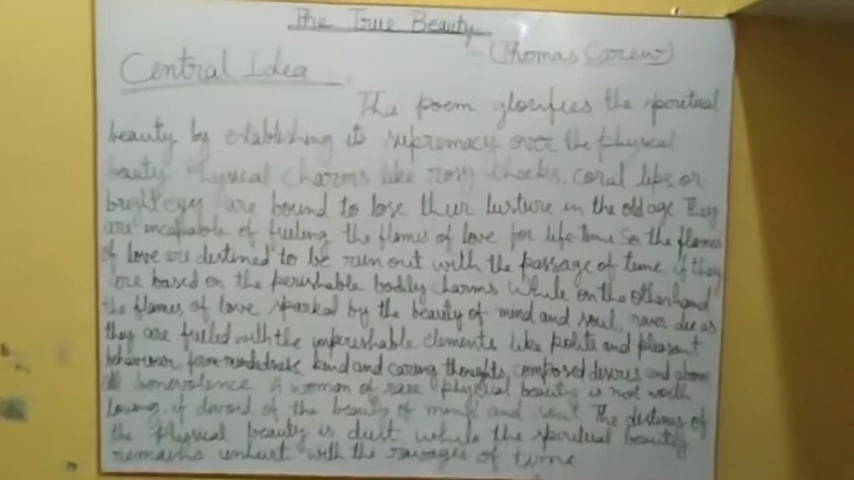 The True Beauty
- (Thomas Carew)
Central Idea
This poem glorifies the spiritual
beauty by establishing its supremacy over the physical
beauty Physical charms like rosy cheeks, coral lips or
bright eyes are bound to lose their lusture in the old age They
are incapable of fueling the flames of love for life time So the flames
of love are destined to be run out with the passage of time if they
are based on the perishable bodily charms While on the other hand
the flames of love sparked by the beauty of mind and soul, never die as
they are fuelled with the imperishable elements like polite and pleasant
behaviour kind and caring thoughts, composed desires and above
all bonevolence A woman of rare physical beauty is not worth
loving if devoid of the beauty of mind and soul The destiny of
the physical beauty is dust while the spiritual beauty
remains unhurt with the ravages of time